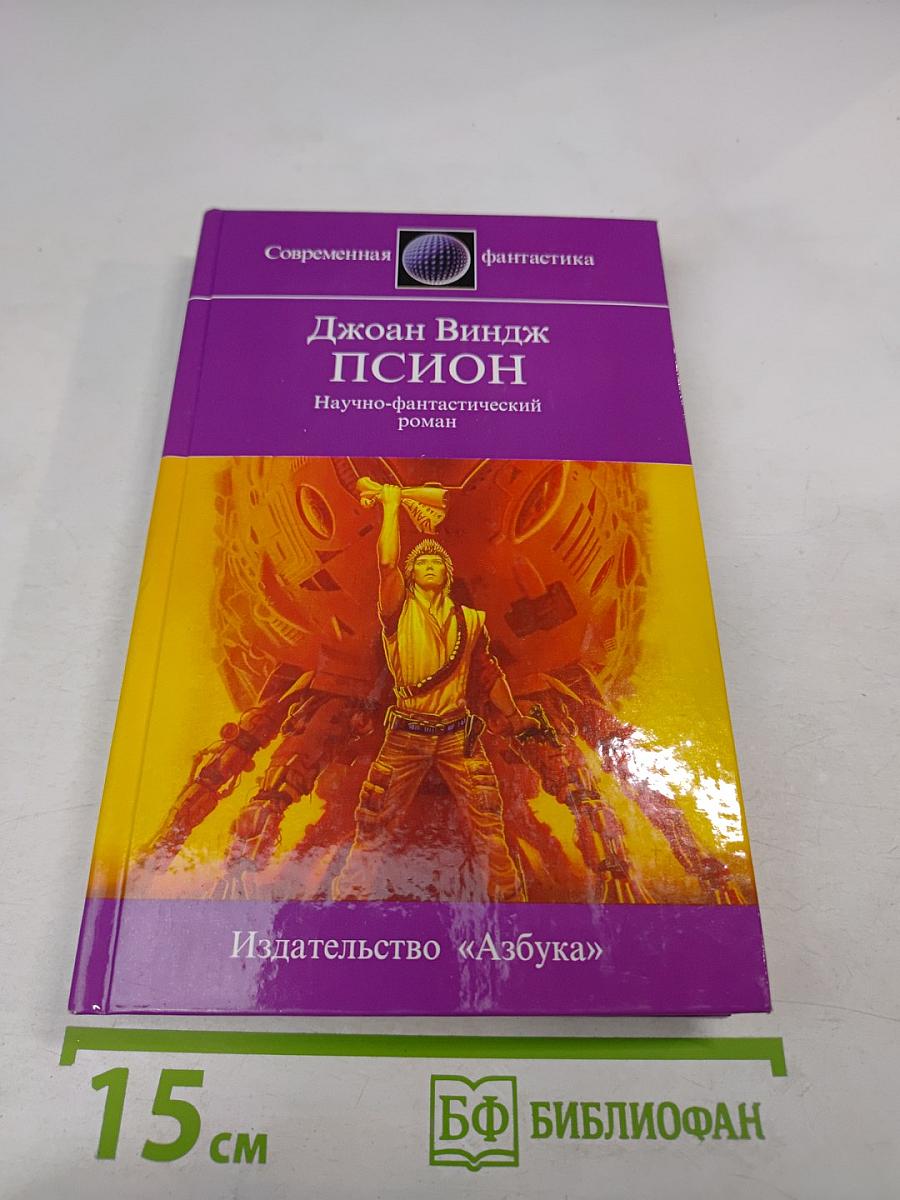 Современная фантастика
Джоан Виндж
ПСИОН
Научно-фантастический
роман
Издательство «Азбука»
15 см
БФ БИБЛИОФАН